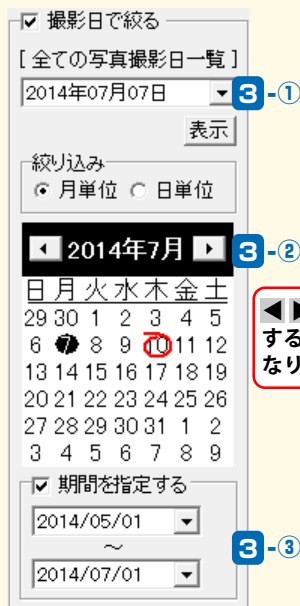 撮影日で絞る
[ 全ての写真撮影日一覧 ]
2014年07月07日
3-①
表示
絞り込み
月単位 日単位
2014年7月
3-②
日 月 火 水 木 金 土
29 30 1 2 3 4 5
6 7 8 9 10 11 12
13 14 15 16 17 18 19
20 21 22 23 24 25 26
27 28 29 30 31 1 2
3 4 5 6 7 8 9
◀ ▶
する
なり
期間を指定する
2014/05/01
～
3-③
2014/07/01